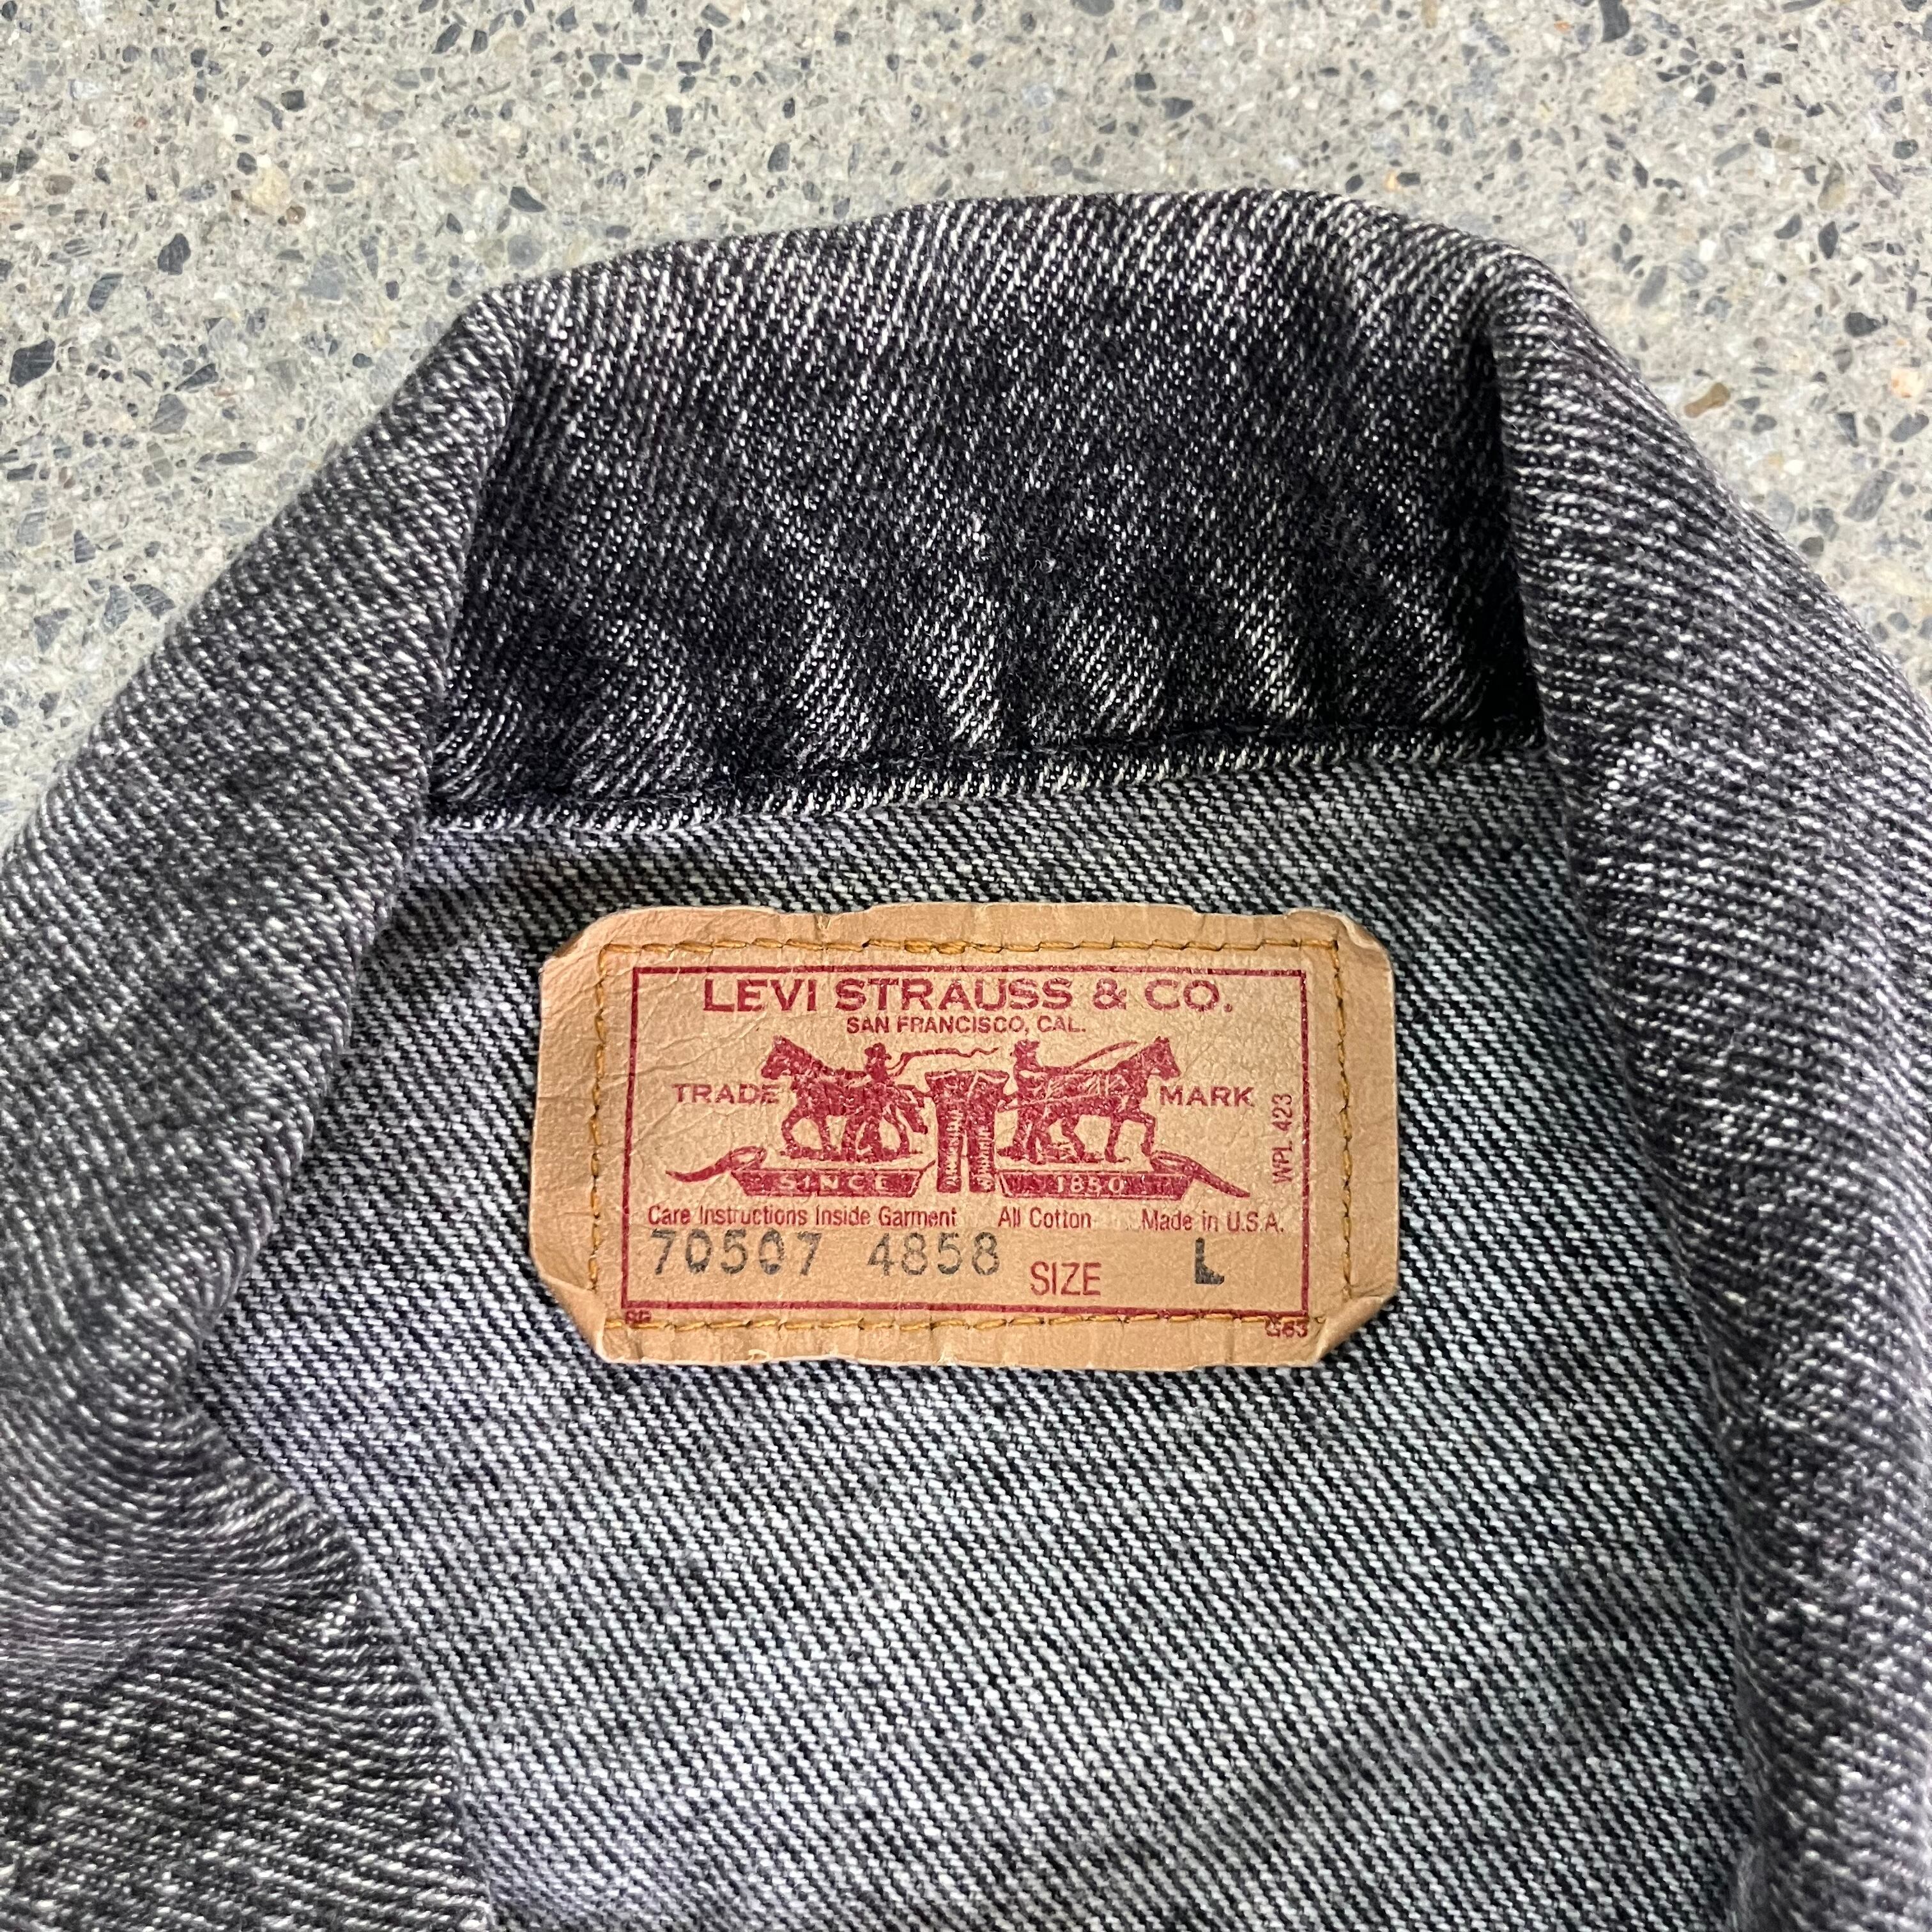 LEVI STRAUSS & CO.
SAN FRANCISCO, CAL.
TRADE MARK
WPL 423
SINCE 1850
Care Instructions Inside Garment All Cotton Made in U.S.A.
70507 4858 SIZE L